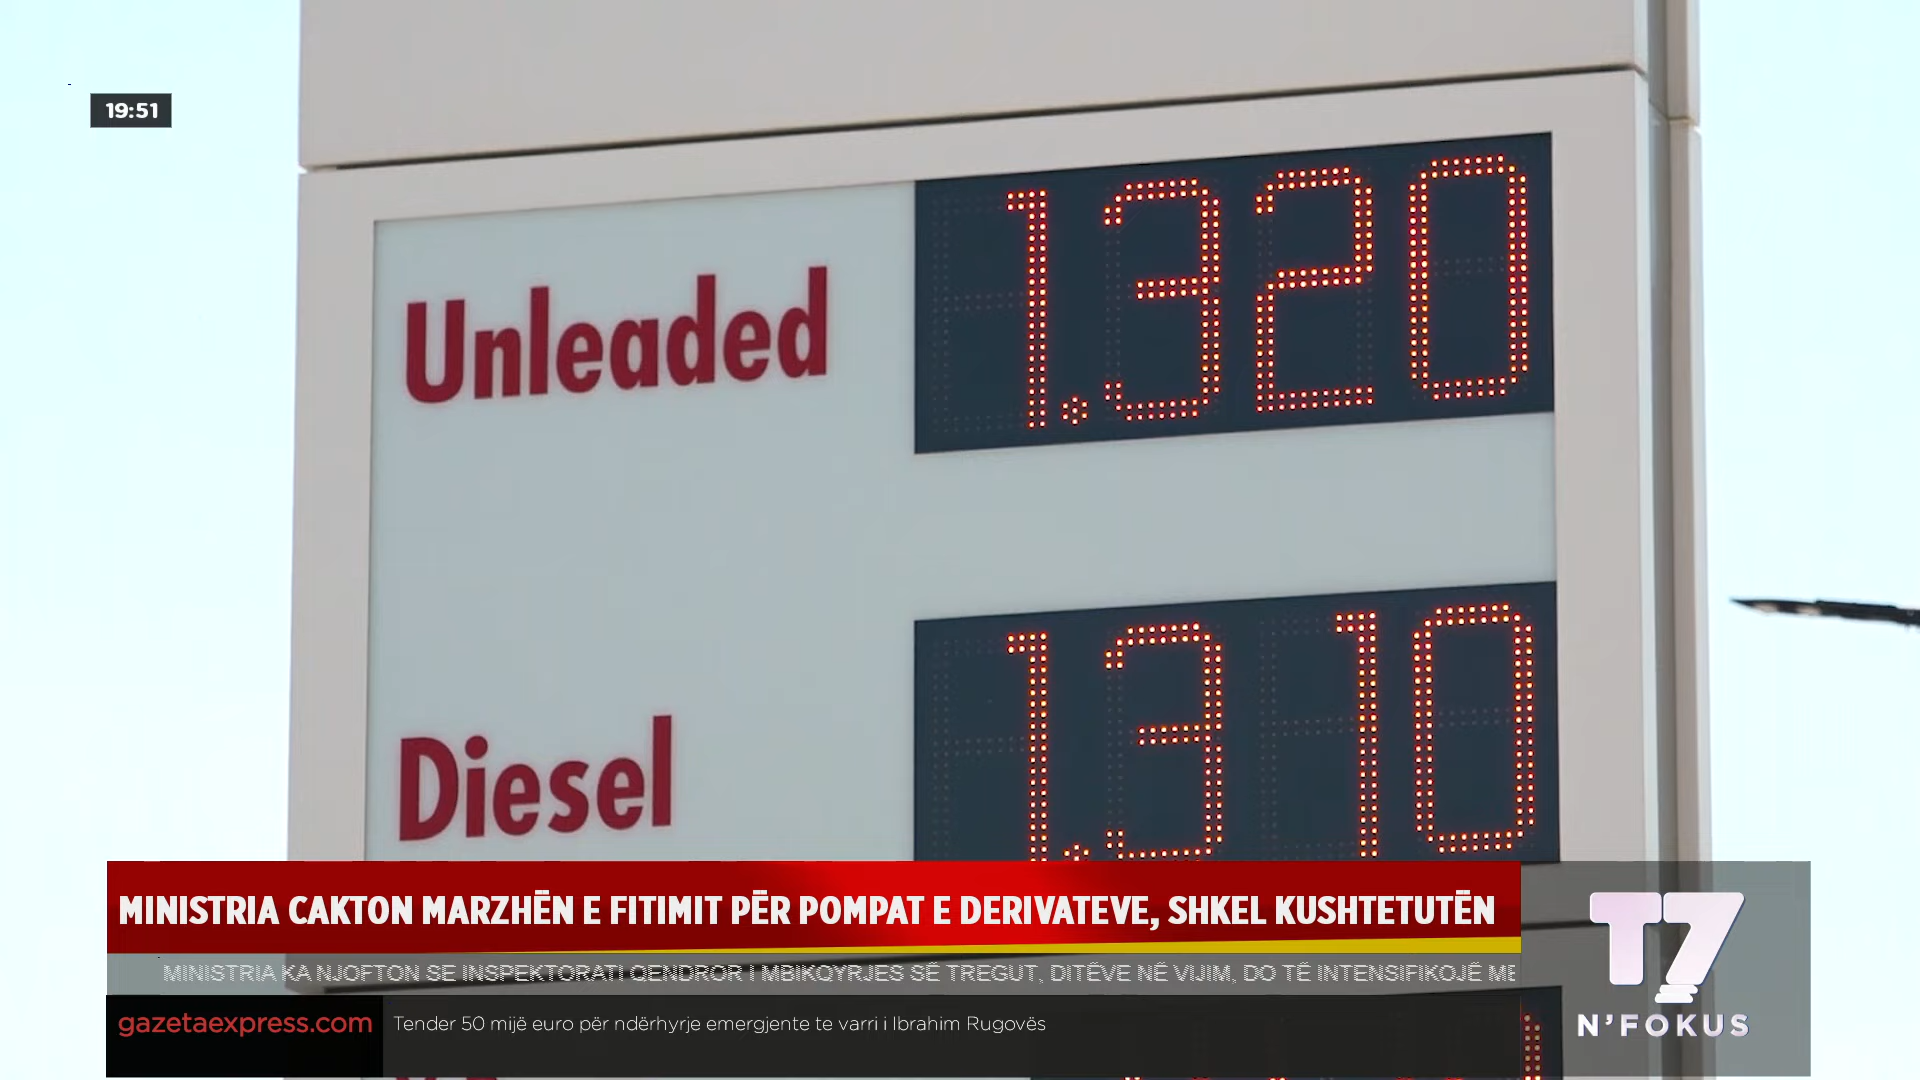 19:51
Unleaded 1.320
Diesel 1.310
MINISTRIA CAKTON MARZHËN E FITIMIT PËR POMPAT E DERIVATEVE, SHKEL KUSHTETUTËN
MINISTRIA KA NJOFTON SE INSPEKTORATI QENDROR I MBIKQYRJES SË TREGUT, DITËVE NË VIJIM, DO TË INTENSIFIKOJË
gazetaexpress.com Tender 50 mijë euro për ndërhyrje emergjente te varri i Ibrahim Rugovës
T7
N'FOKUS